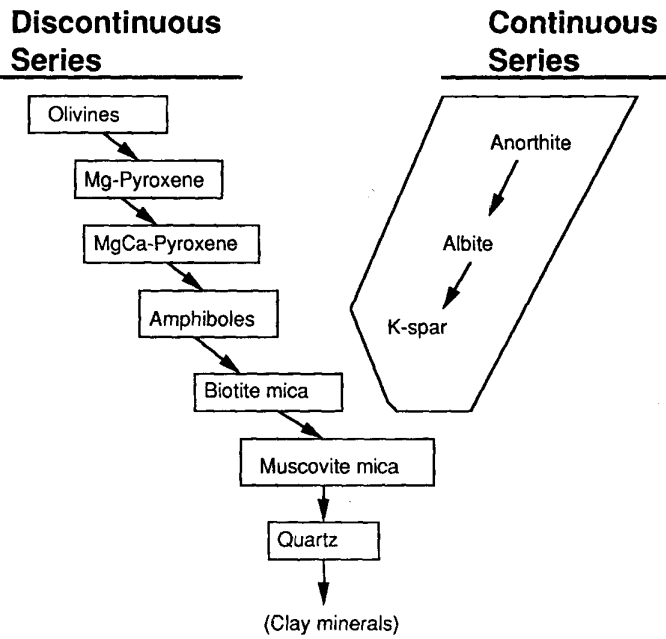 Discontinuous
Series
Continuous
Series
Olivines
Mg-Pyroxene
MgCa-Pyroxene
Amphiboles
Biotite mica
Muscovite mica
Quartz
(Clay minerals)
Anorthite
Albite
K-spar